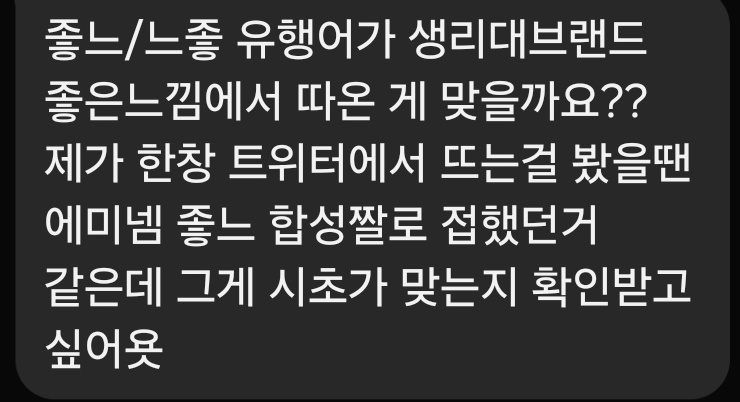 좋느/느좋 유행어가 생리대브랜드
좋은느낌에서 따온 게 맞을까요??
제가 한창 트위터에서 뜨는걸 봤을땐
에미넴 좋느 합성짤로 접했던거
같은데 그게 시초가 맞는지 확인받고
싶어욧